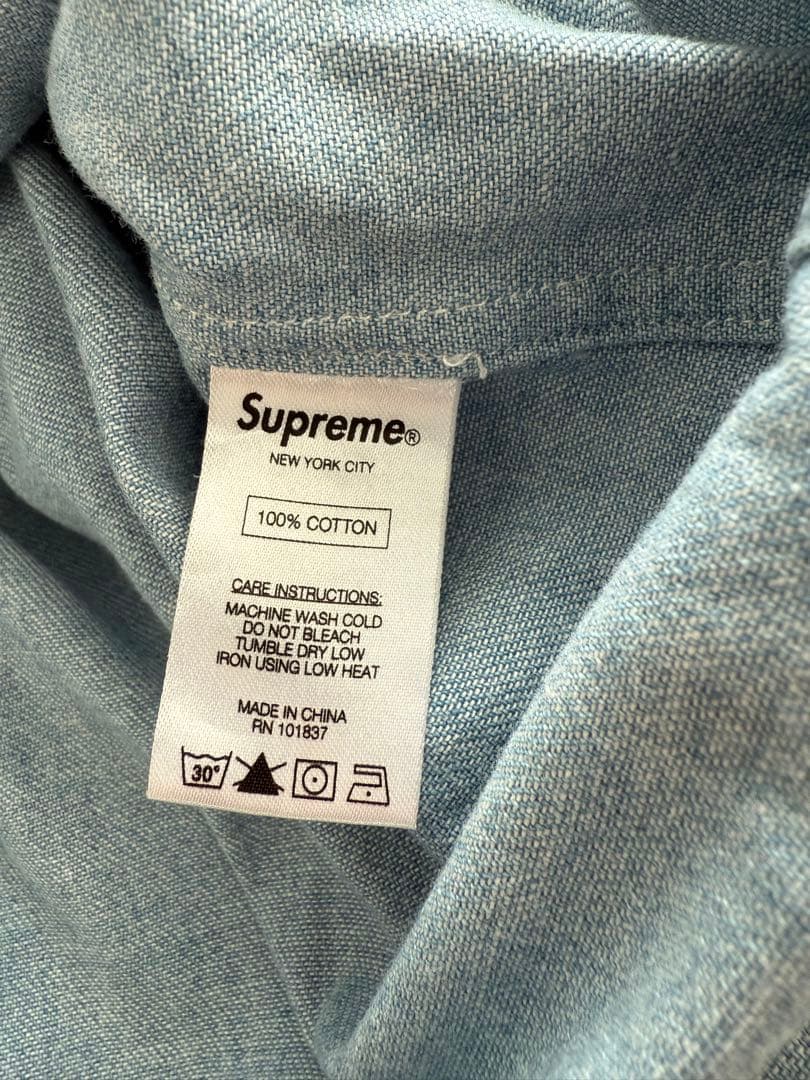 Supreme®
NEW YORK CITY
100% COTTON
CARE INSTRUCTIONS:
MACHINE WASH COLD
DO NOT BLEACH
TUMBLE DRY LOW
IRON USING LOW HEAT
MADE IN CHINA
RN 101837
30°